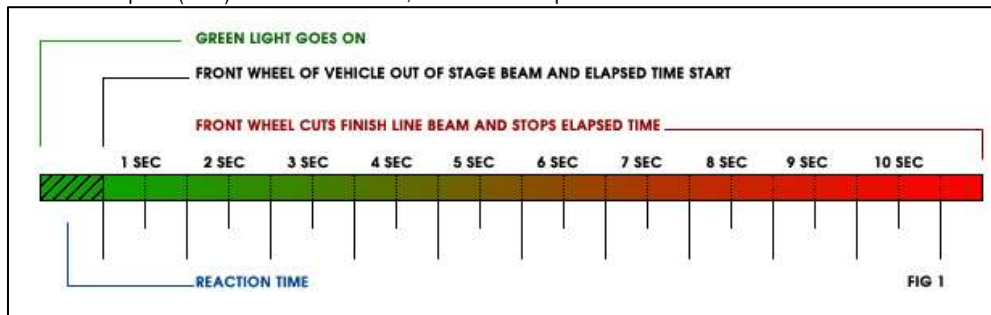 GREEN LIGHT GOES ON
FRONT WHEEL OF VEHICLE OUT OF STAGE BEAM AND ELAPSED TIME START
FRONT WHEEL CUTS FINISH LINE BEAM AND STOPS ELAPSED TIME
1 SEC 2 SEC 3 SEC 4 SEC 5 SEC 6 SEC 7 SEC 8 SEC 9 SEC 10 SEC
REACTION TIME FIG 1